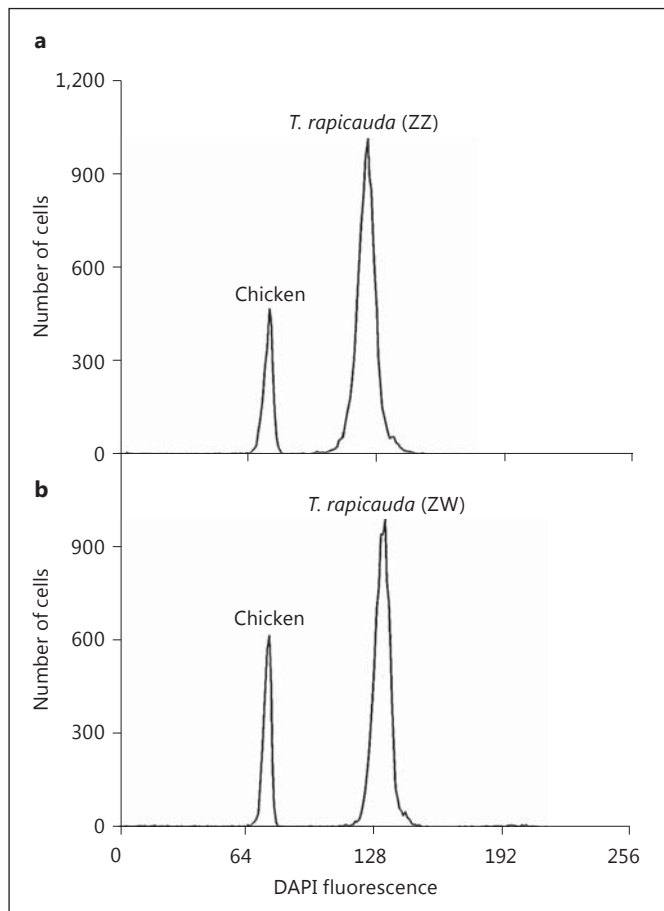 a
1,200
T. rapicauda (ZZ)
900
Number of cells
600
Chicken
300
0
b
T. rapicauda (ZW)
900
Number of cells
Chicken
600
300
0
0 64 128 192 256
DAPI fluorescence